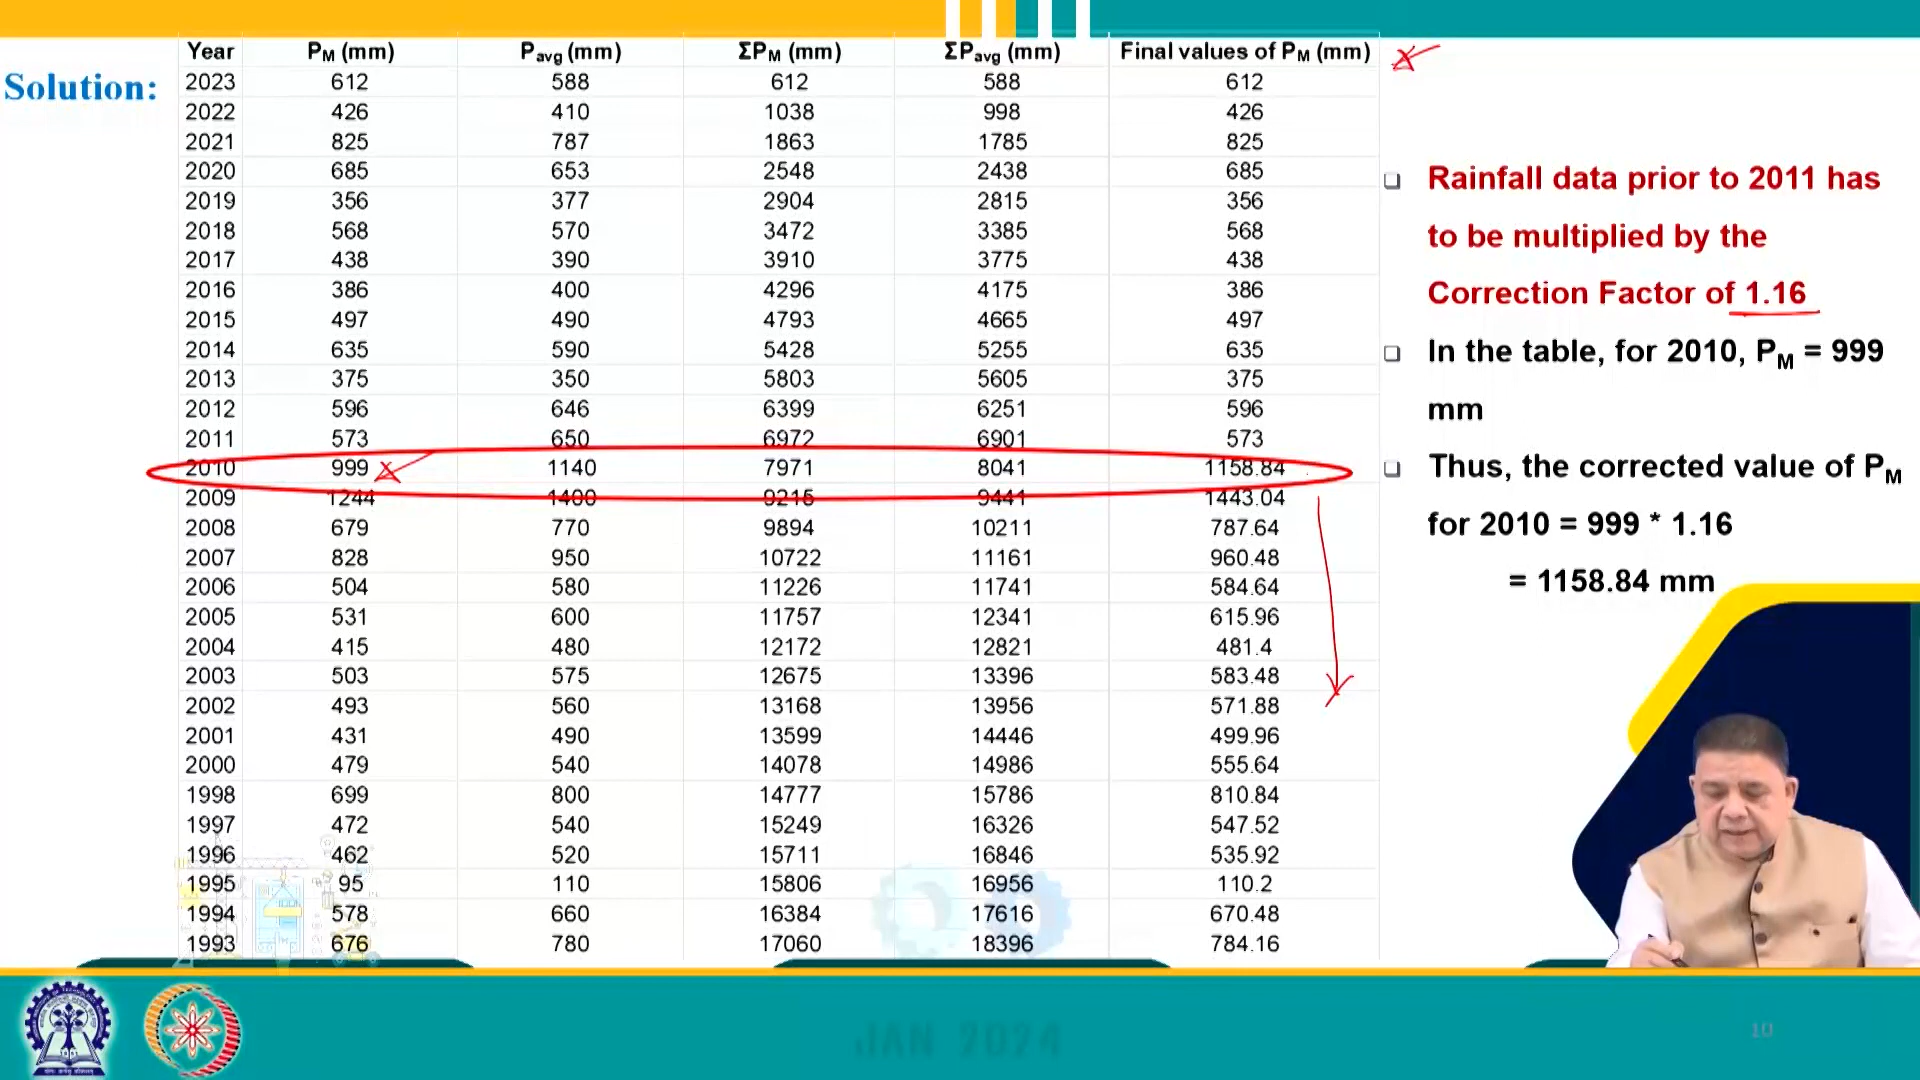 Solution:
Year P_M (mm) P_avg (mm) ΣP_M (mm) ΣP_avg (mm) Final values of P_M (mm)
2023 612 588 612 588 612
2022 426 410 1038 998 426
2021 825 787 1863 1785 825
2020 685 653 2548 2438 685
2019 356 377 2904 2815 356
2018 568 570 3472 3385 568
2017 438 390 3910 3775 438
2016 386 400 4296 4175 386
2015 497 490 4793 4665 497
2014 635 590 5428 5255 635
2013 375 350 5803 5605 375
2012 596 646 6399 6251 596
2011 573 650 6972 6901 573
2010 999 1140 7971 8041 1158.84
2009 1244 1400 9215 9441 1443.04
2008 679 770 9894 10211 787.64
2007 828 950 10722 11161 960.48
2006 504 580 11226 11741 584.64
2005 531 600 11757 12341 615.96
2004 415 480 12172 12821 481.4
2003 503 575 12675 13396 583.48
2002 493 560 13168 13956 571.88
2001 431 490 13599 14446 499.96
2000 479 540 14078 14986 555.64
1998 699 800 14777 15786 810.84
1997 472 540 15249 16326 547.52
1996 462 520 15711 16846 535.92
1995 95 110 15806 16956 110.2
1994 578 660 16384 17616 670.48
1993 676 780 17060 18396 784.16
❑ Rainfall data prior to 2011 has
to be multiplied by the
Correction Factor of 1.16
❑ In the table, for 2010, P_M = 999
mm
❑ Thus, the corrected value of P_M
for 2010 = 999 * 1.16
= 1158.84 mm
JAN 2024
10